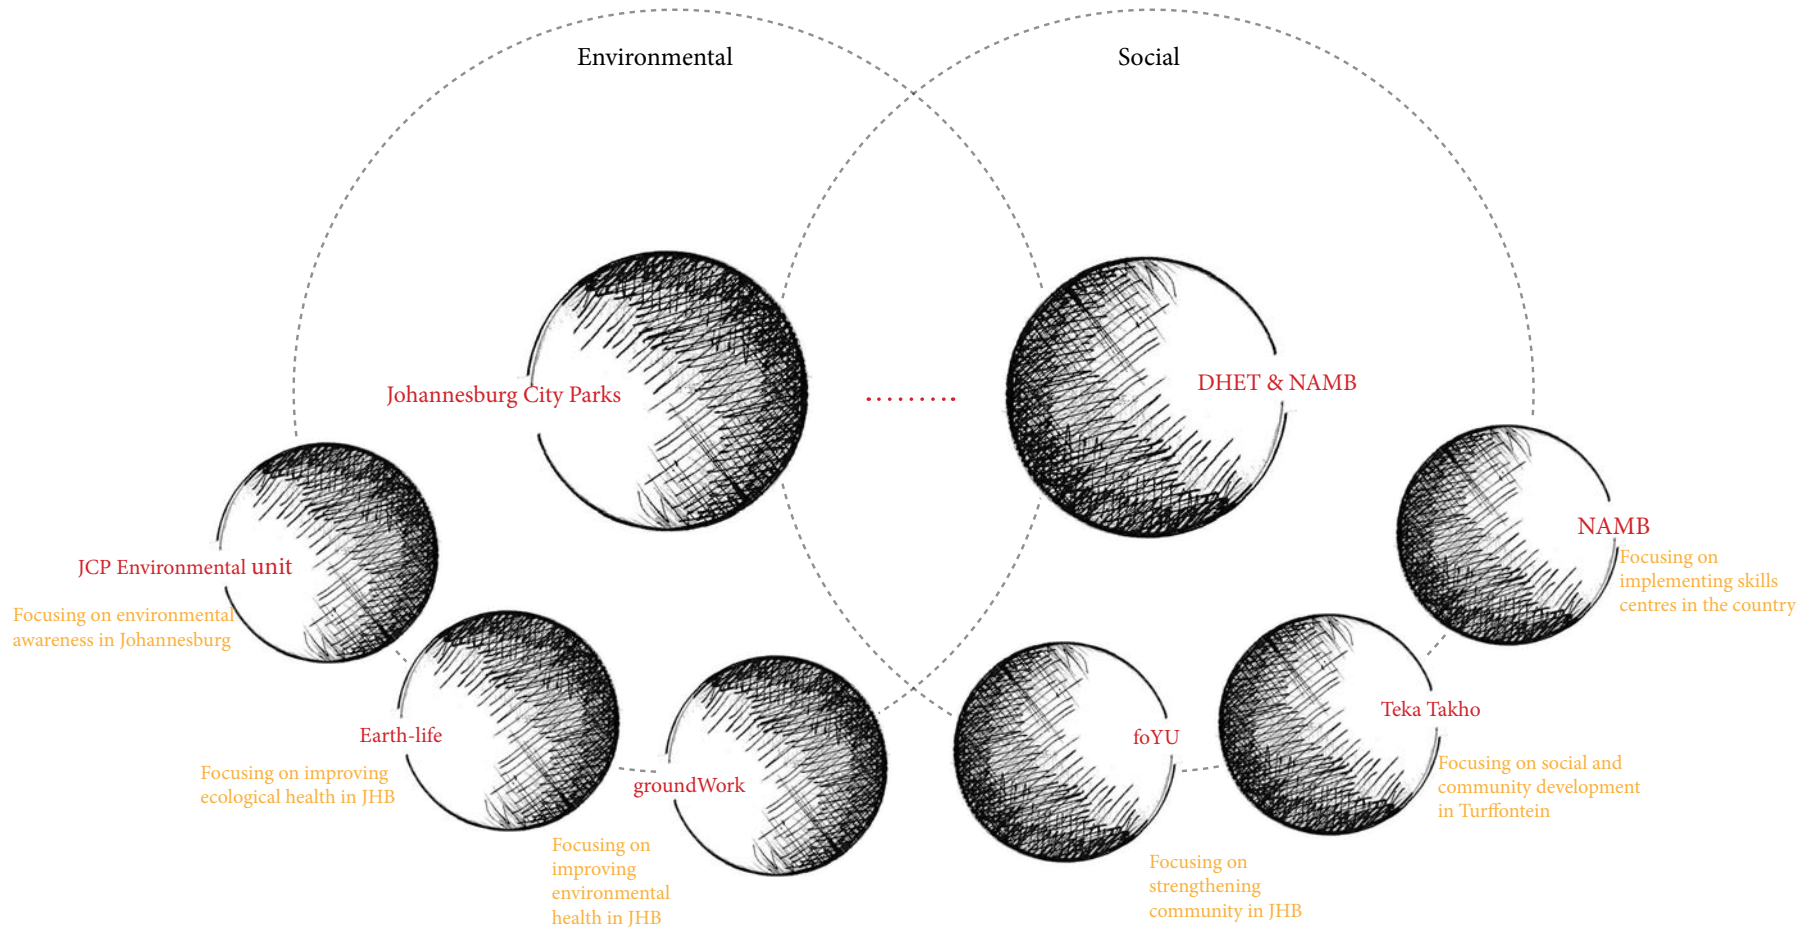 Environmental
Social
Johannesburg City Parks
DHET & NAMB
JCP Environmental unit
Focusing on environmental
awareness in Johannesburg
Earth-life
Focusing on improving
ecological health in JHB
groundWork
Focusing on
improving
environmental
health in JHB
foYU
Focusing on
strengthening
community in JHB
Teka Takho
Focusing on social and
community development
in Turffontein
NAMB
Focusing on
implementing skills
centres in the country